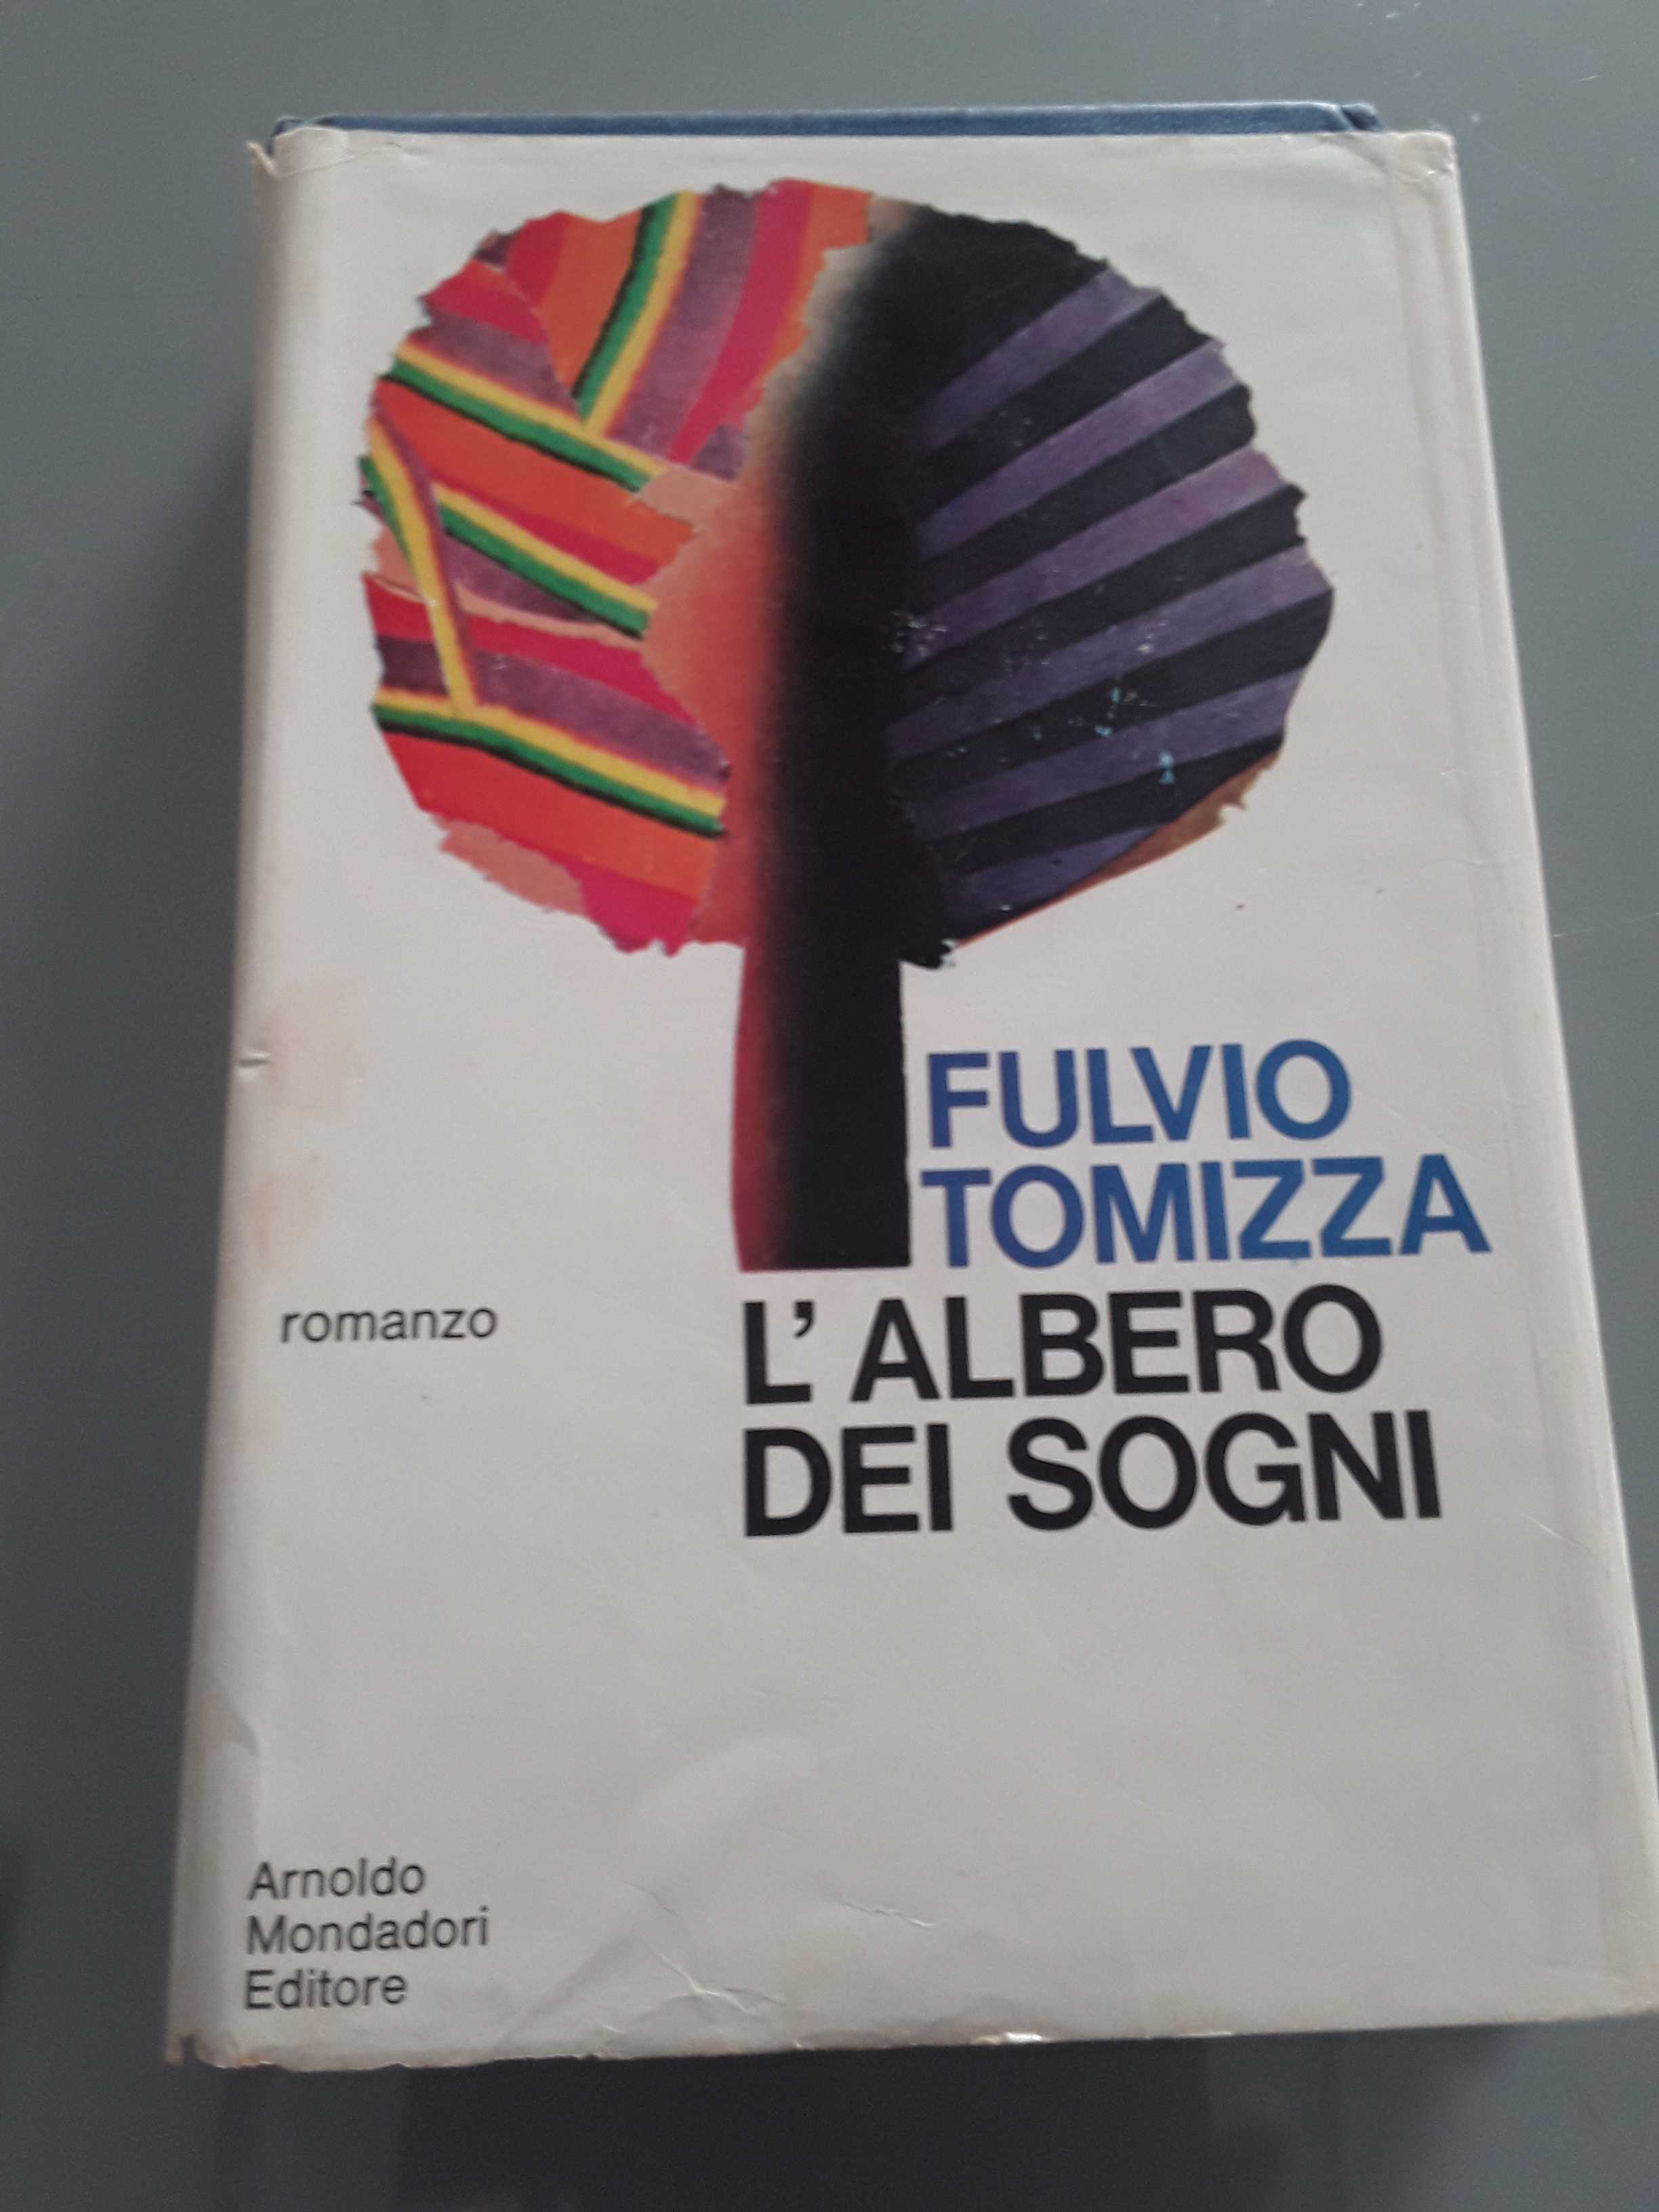 FULVIO
TOMIZZA
L'ALBERO
DEI SOGNI
romanzo
Arnoldo
Mondadori
Editore